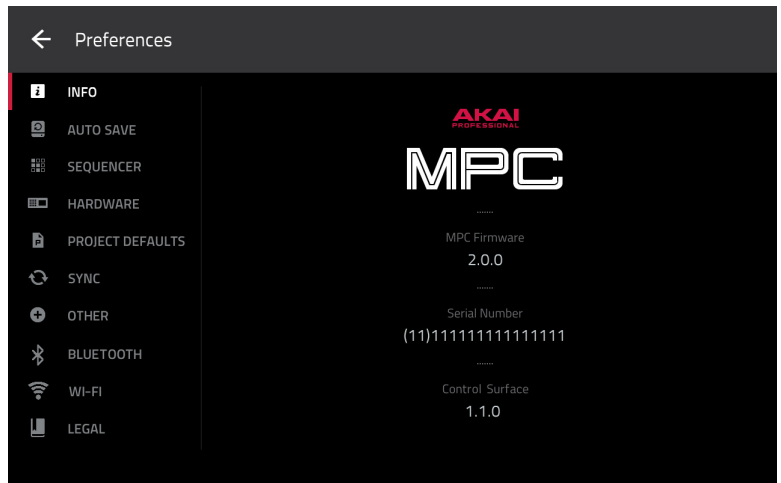 Preferences
INFO
AUTO SAVE
SEQUENCER
HARDWARE
PROJECT DEFAULTS
SYNC
OTHER
BLUETOOTH
WI-FI
LEGAL
AKAI
PROFESSIONAL
MPC
.......
MPC Firmware
2.0.0
.......
Serial Number
(11)111111111111111
.......
Control Surface
1.1.0